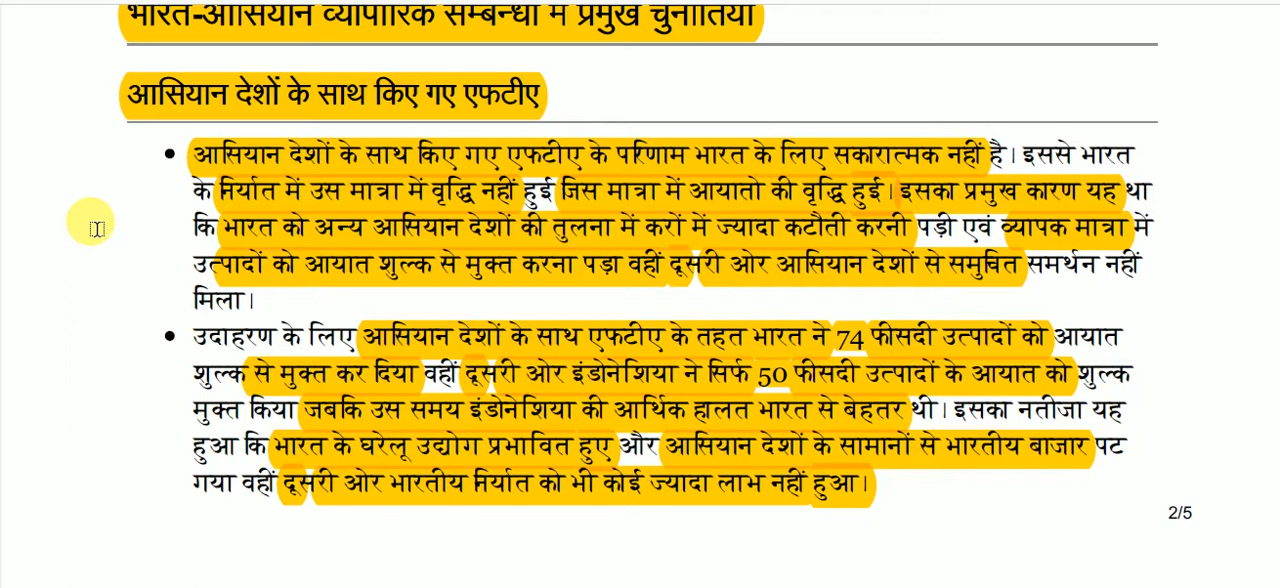 भारत-आसियान व्यापारिक सम्बन्धों में प्रमुख चुनौतियां
आसियान देशों के साथ किए गए एफटीए
• आसियान देशों के साथ किए गए एफटीए के परिणाम भारत के लिए सकारात्मक नहीं है। इससे भारत
के निर्यात में उस मात्रा में वृद्धि नहीं हुई जिस मात्रा में आयातो की वृद्धि हुई। इसका प्रमुख कारण यह था
कि भारत को अन्य आसियान देशों की तुलना में करों में ज्यादा कटौती करनी पड़ी एवं व्यापक मात्रा में
उत्पादों को आयात शुल्क से मुक्त करना पड़ा वहीं दूसरी ओर आसियान देशों से समुचित समर्थन नहीं
मिला।
• उदाहरण के लिए आसियान देशों के साथ एफटीए के तहत भारत ने 74 फीसदी उत्पादों को आयात
शुल्क से मुक्त कर दिया वहीं दूसरी ओर इंडोनेशिया ने सिर्फ 50 फीसदी उत्पादों के आयात को शुल्क
मुक्त किया जबकि उस समय इंडोनेशिया की आर्थिक हालत भारत से बेहतर थी। इसका नतीजा यह
हुआ कि भारत के घरेलू उद्योग प्रभावित हुए और आसियान देशों के सामानों से भारतीय बाजार पट
गया वहीं दूसरी ओर भारतीय निर्यात को भी कोई ज्यादा लाभ नहीं हुआ।
2/5